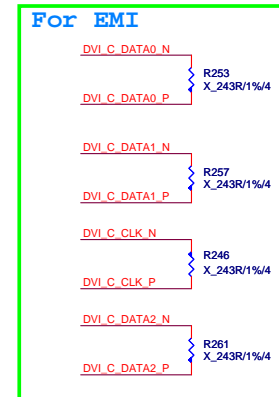 For EMI
DVI_C_DATA0_N
R253
X_243R/1%/4
DVI_C_DATA0_P
DVI_C_DATA1_N
R257
X_243R/1%/4
DVI_C_DATA1_P
DVI_C_CLK_N
R246
X_243R/1%/4
DVI_C_CLK_P
DVI_C_DATA2_N
R261
X_243R/1%/4
DVI_C_DATA2_P